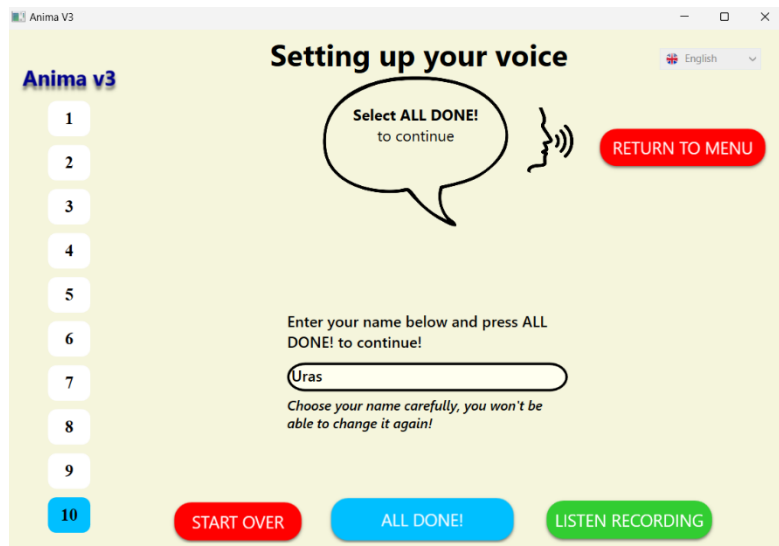 Anima V3
Setting up your voice
English
Anima v3
Select ALL DONE!
to continue
RETURN TO MENU
1
2
3
4
5
6
7
8
9
10
Enter your name below and press ALL
DONE! to continue!
Uras
Choose your name carefully, you won't be
able to change it again!
START OVER
ALL DONE!
LISTEN RECORDING